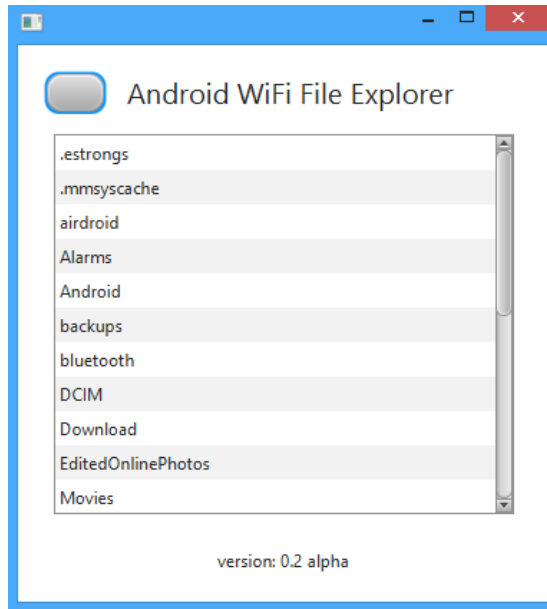 Android WiFi File Explorer
.estrongs
.mmsyscache
airdroid
Alarms
Android
backups
bluetooth
DCIM
Download
EditedOnlinePhotos
Movies
version: 0.2 alpha